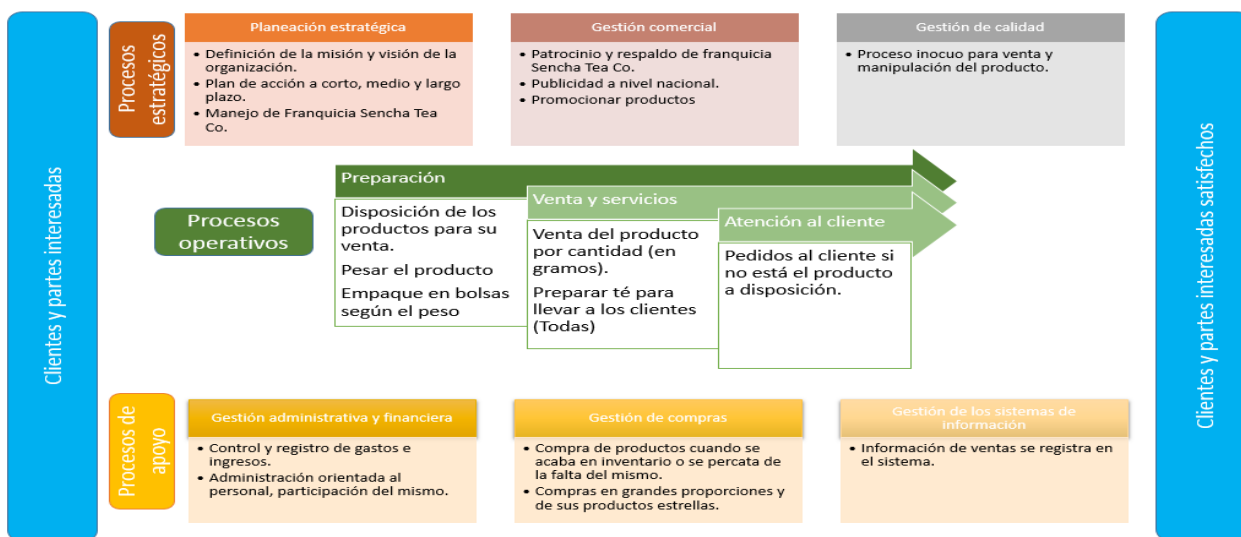 Clientes y partes interesadas
Procesos
estratégicos
Planeación estratégica
• Definición de la misión y visión de la
organización.
• Plan de acción a corto, medio y largo
plazo.
• Manejo de Franquicia Sencha Tea
Co.
Gestión comercial
• Patrocinio y respaldo de franquicia
Sencha Tea Co.
• Publicidad a nivel nacional.
• Promocionar productos
Gestión de calidad
• Proceso inocuo para venta y
manipulación del producto.
Procesos
operativos
Preparación
Disposición de los
productos para su
venta.
Pesar el producto
Empaque en bolsas
según el peso
Venta y servicios
Venta del producto
por cantidad (en
gramos).
Preparar té para
llevar a los clientes
(Todas)
Atención al cliente
Pedidos al cliente si
no está el producto
a disposición.
Procesos de
apoyo
Gestión administrativa y financiera
• Control y registro de gastos e
ingresos.
• Administración orientada al
personal, participación del mismo.
Gestión de compras
• Compra de productos cuando se
acaba en inventario o se percata de
la falta del mismo.
• Compras en grandes proporciones y
de sus productos estrellas.
Gestión de los sistemas de
información
• Información de ventas se registra en
el sistema.
Clientes y partes interesadas satisfechos